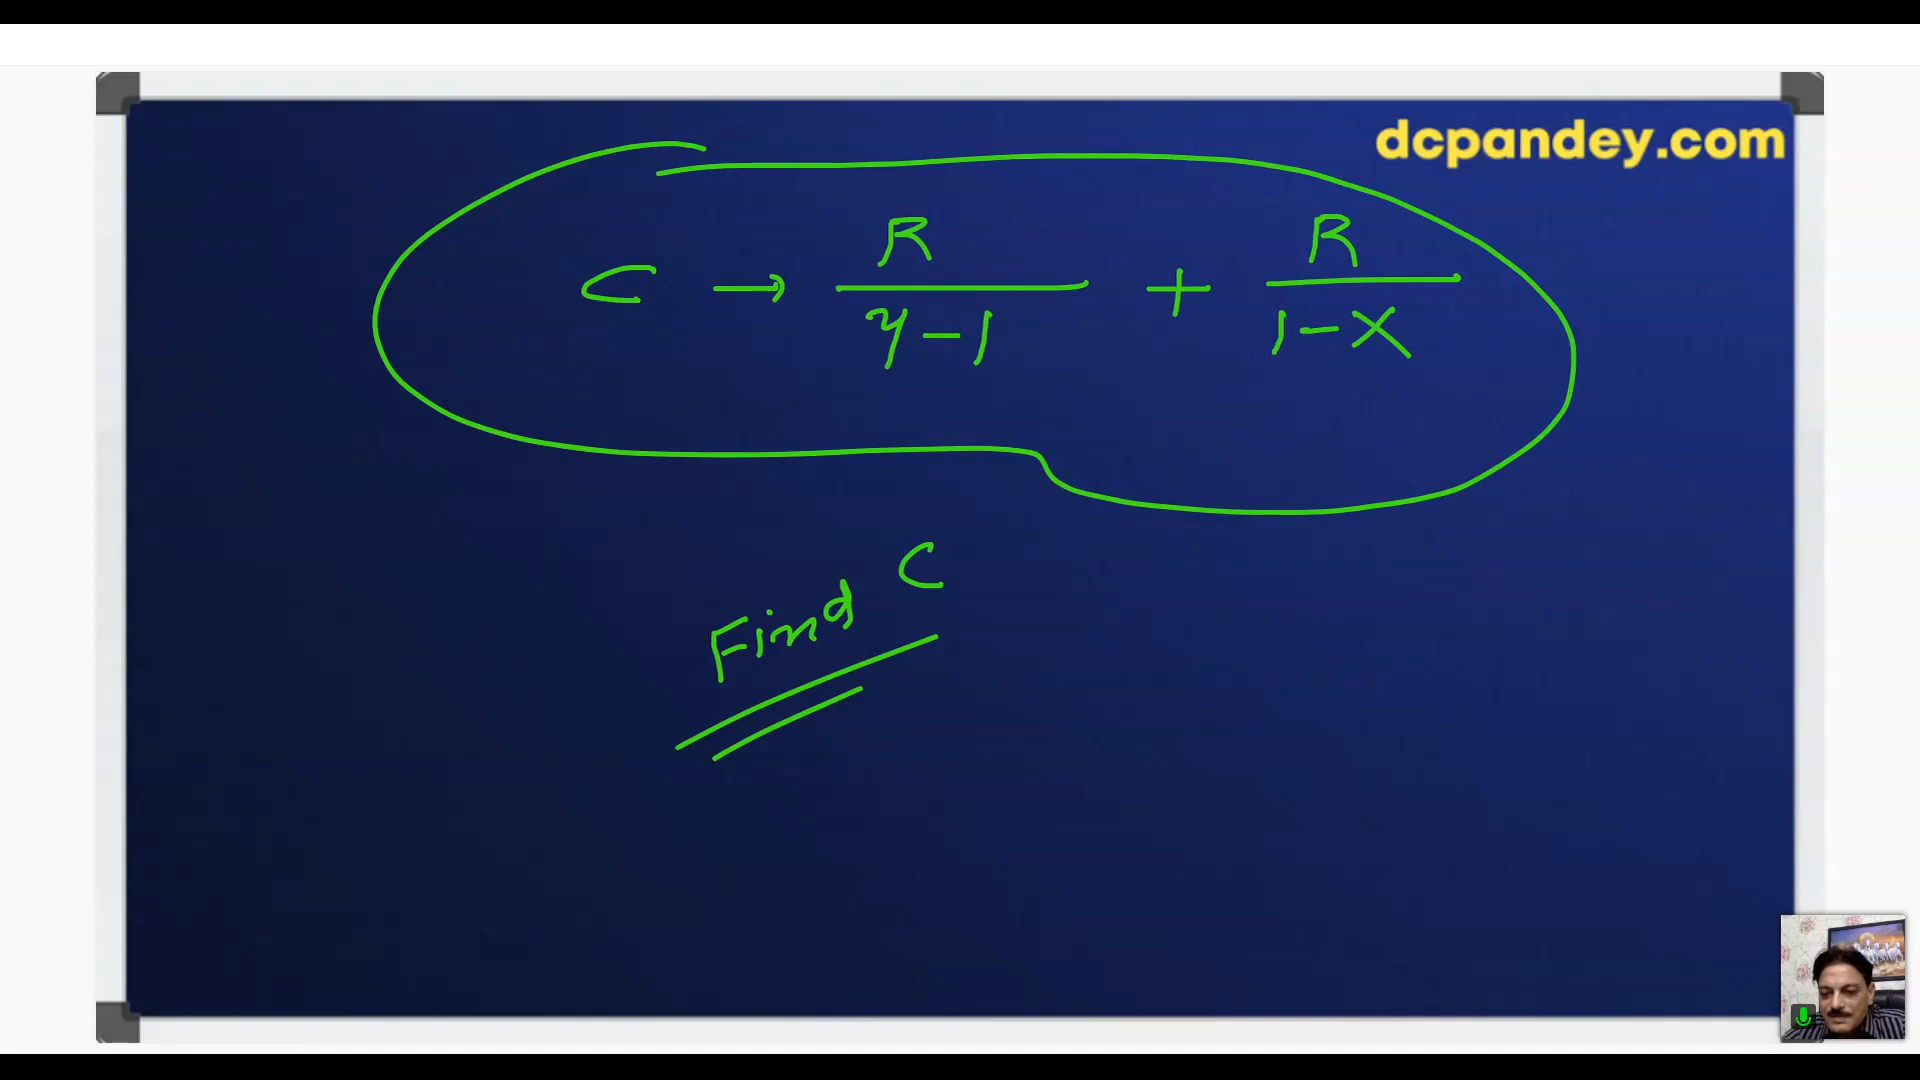 dcpandey.com
C → R/(γ-1) + R/(1-x)
Find C